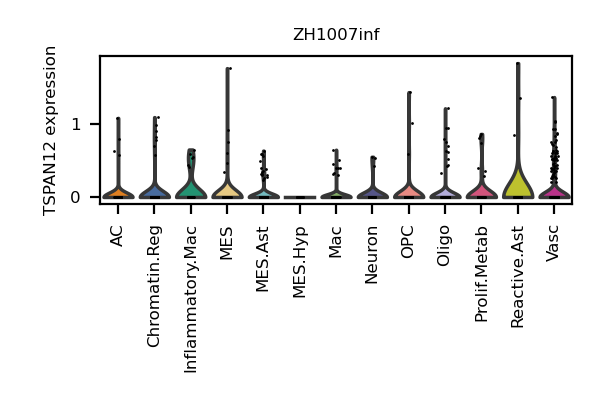 ZH1007inf
TSPAN12 expression
1
0
AC
Chromatin.Reg
Inflammatory.Mac
MES
MES.Ast
MES.Hyp
Mac
Neuron
OPC
Oligo
Prolif.Metab
Reactive.Ast
Vasc